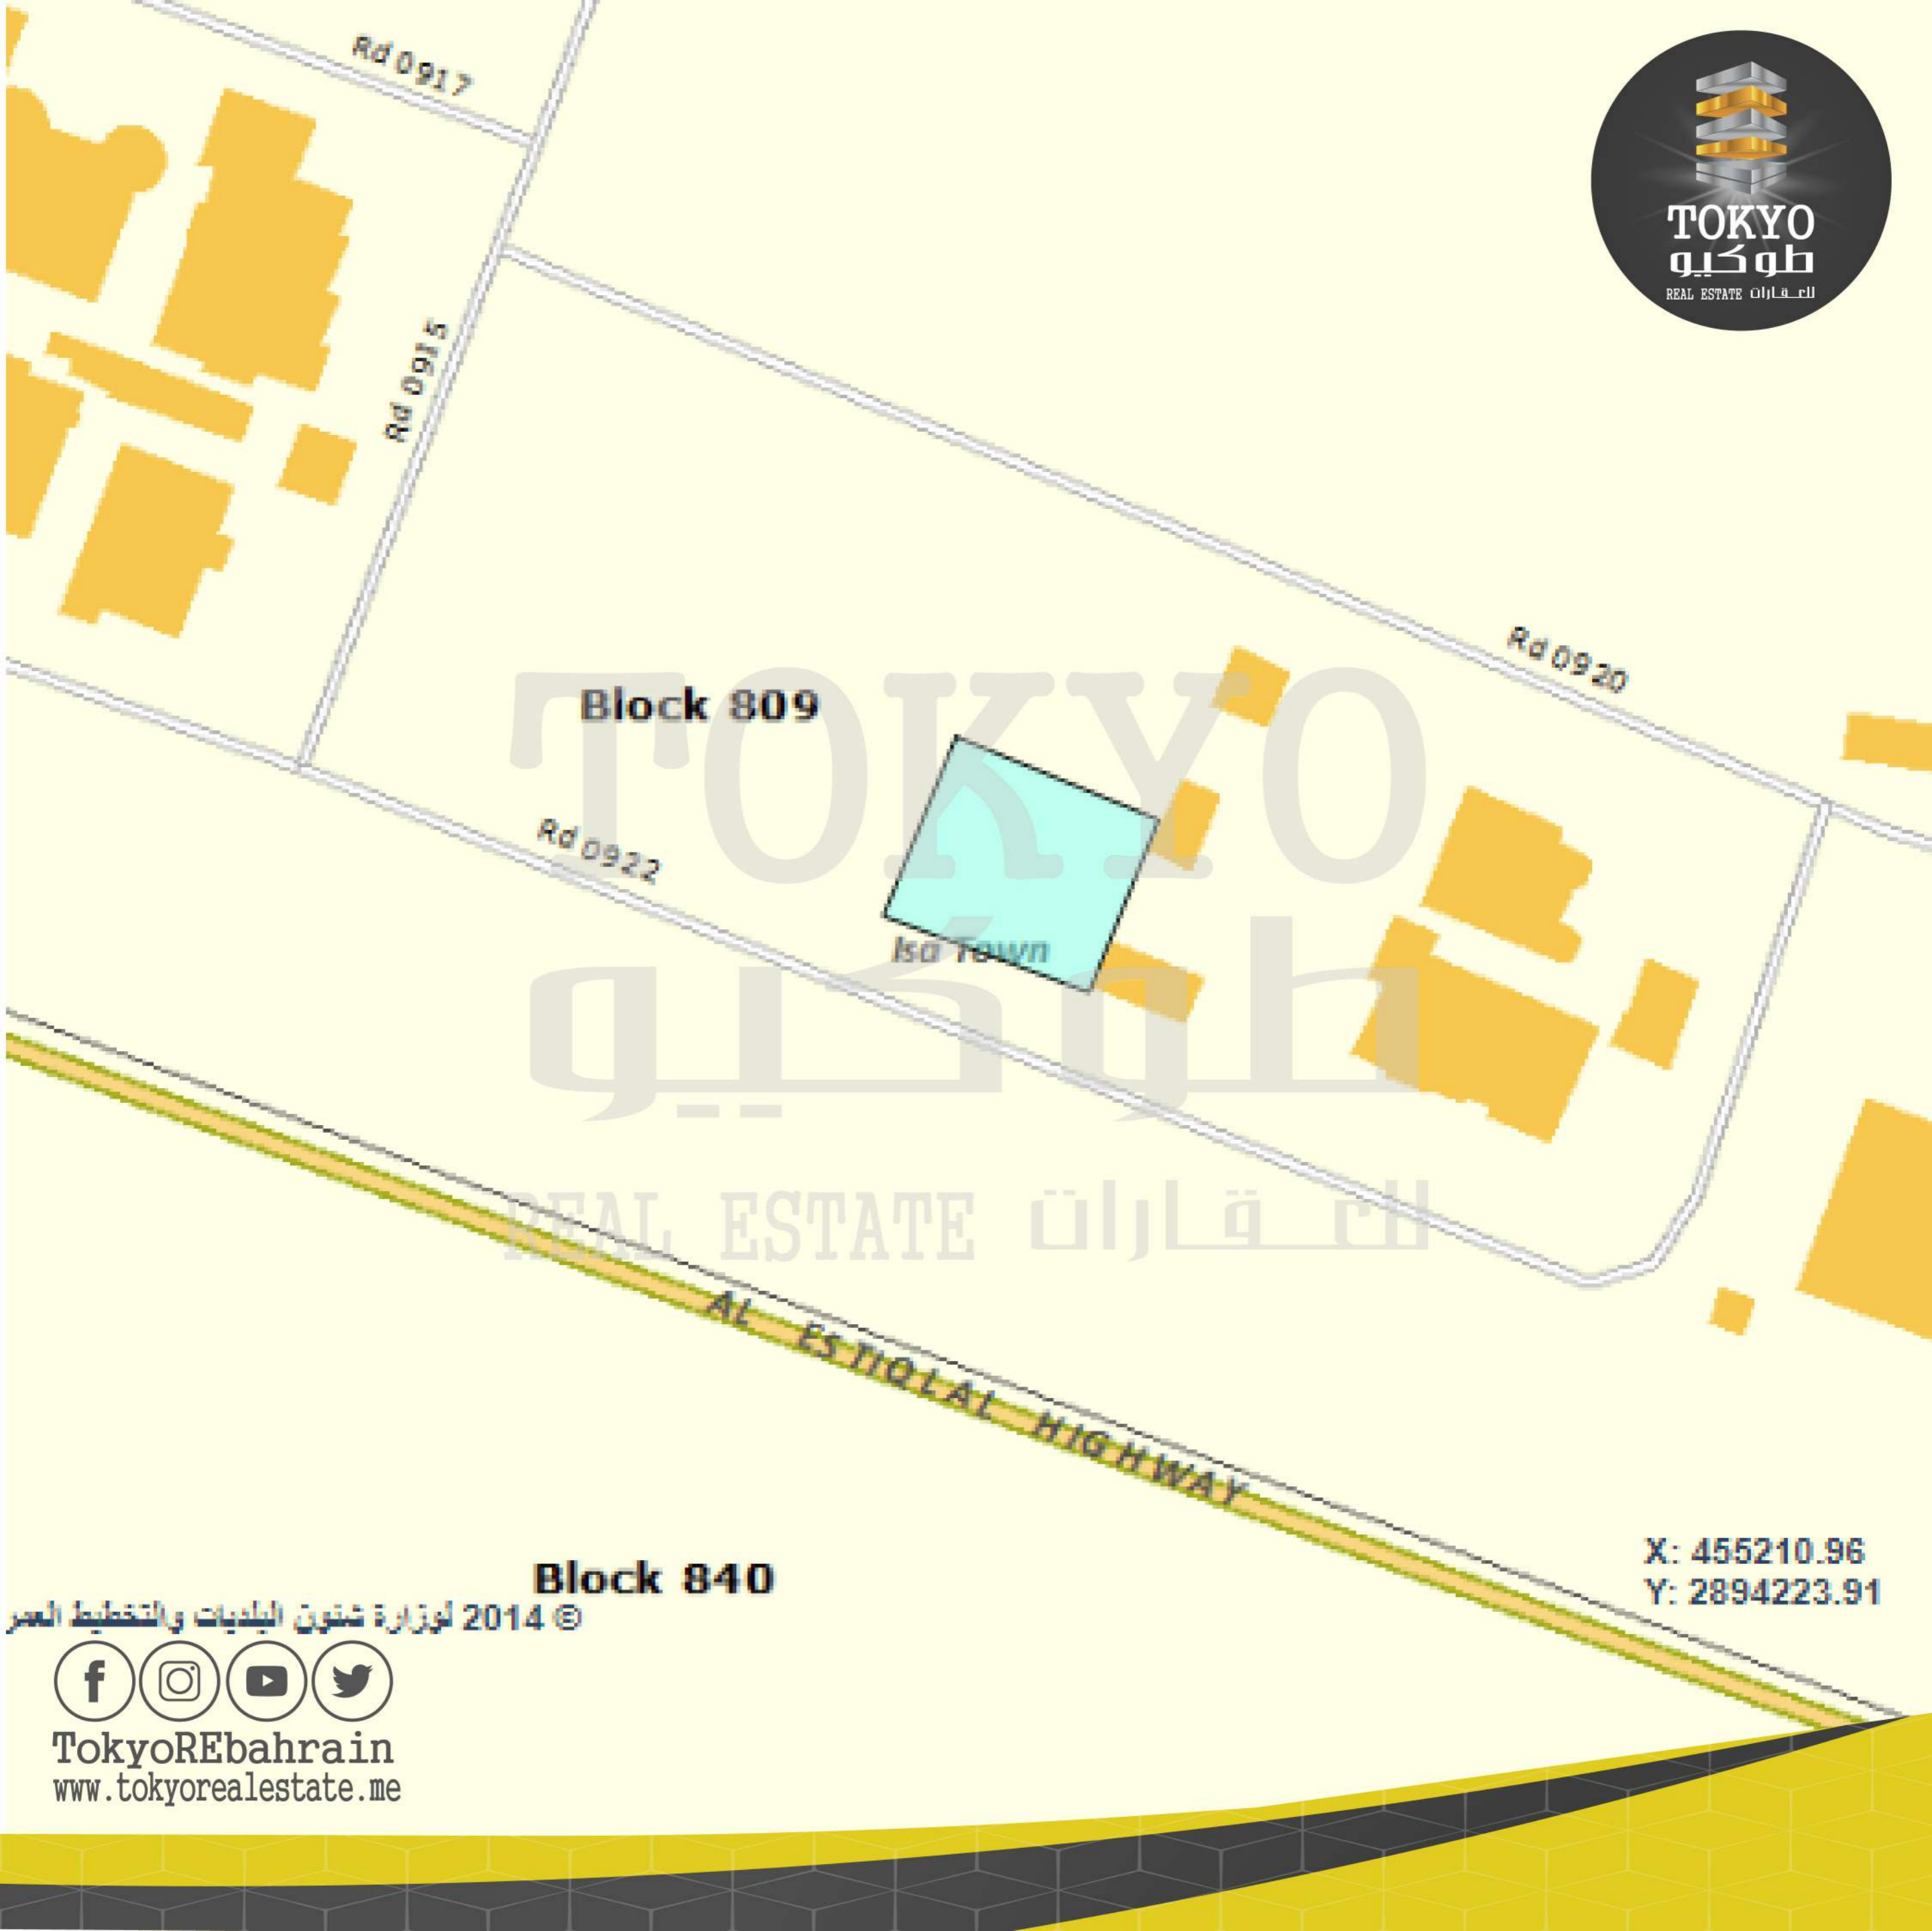 Rd 0917
TOKYO
طوكيو
REAL ESTATE للعقارات
Rd 0915
Rd 0920
Block 809
TOKYO
Rd 0922
Isa Town
طوكيو
REAL ESTATE للعقارات
AL ESTIQLAL HIGHWAY
X: 455210.96
Y: 2894223.91
Block 840
© 2014 لوزارة شئون البلديات والتخطيط العمر
TokyoREbahrain
www.tokyorealestate.me